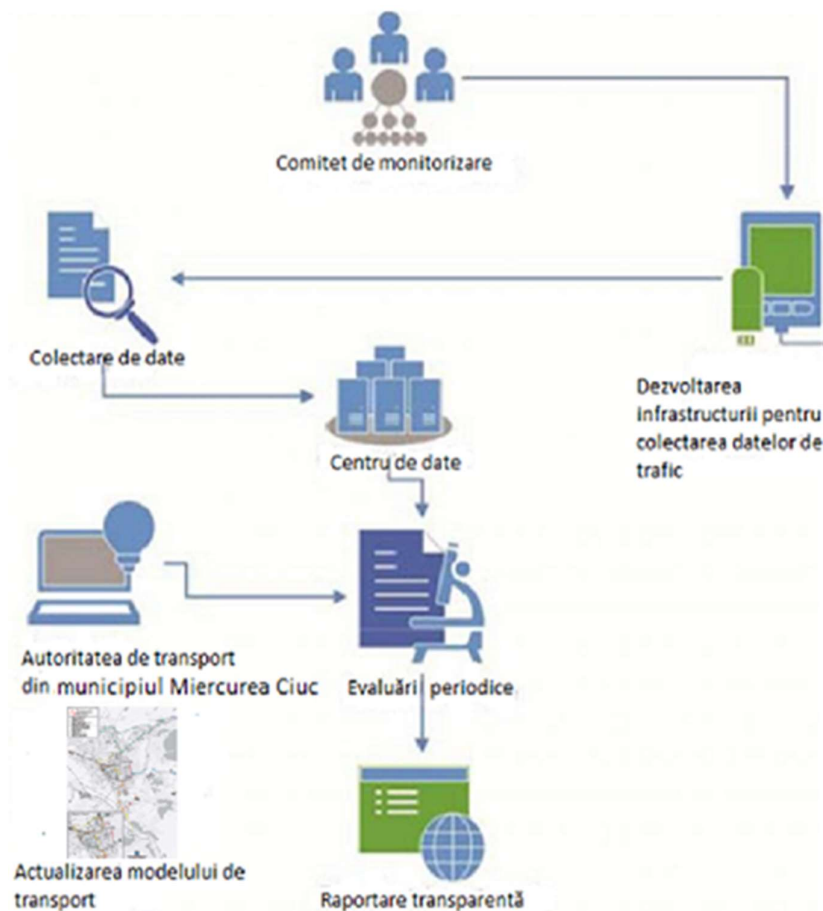 Comitet de monitorizare
Colectare de date
Dezvoltarea
infrastructurii pentru
colectarea datelor de
trafic
Centru de date
Autoritatea de transport
din municipiul Miercurea Ciuc
Evaluări periodice
Actualizarea modelului de
transport
Raportare transparentă